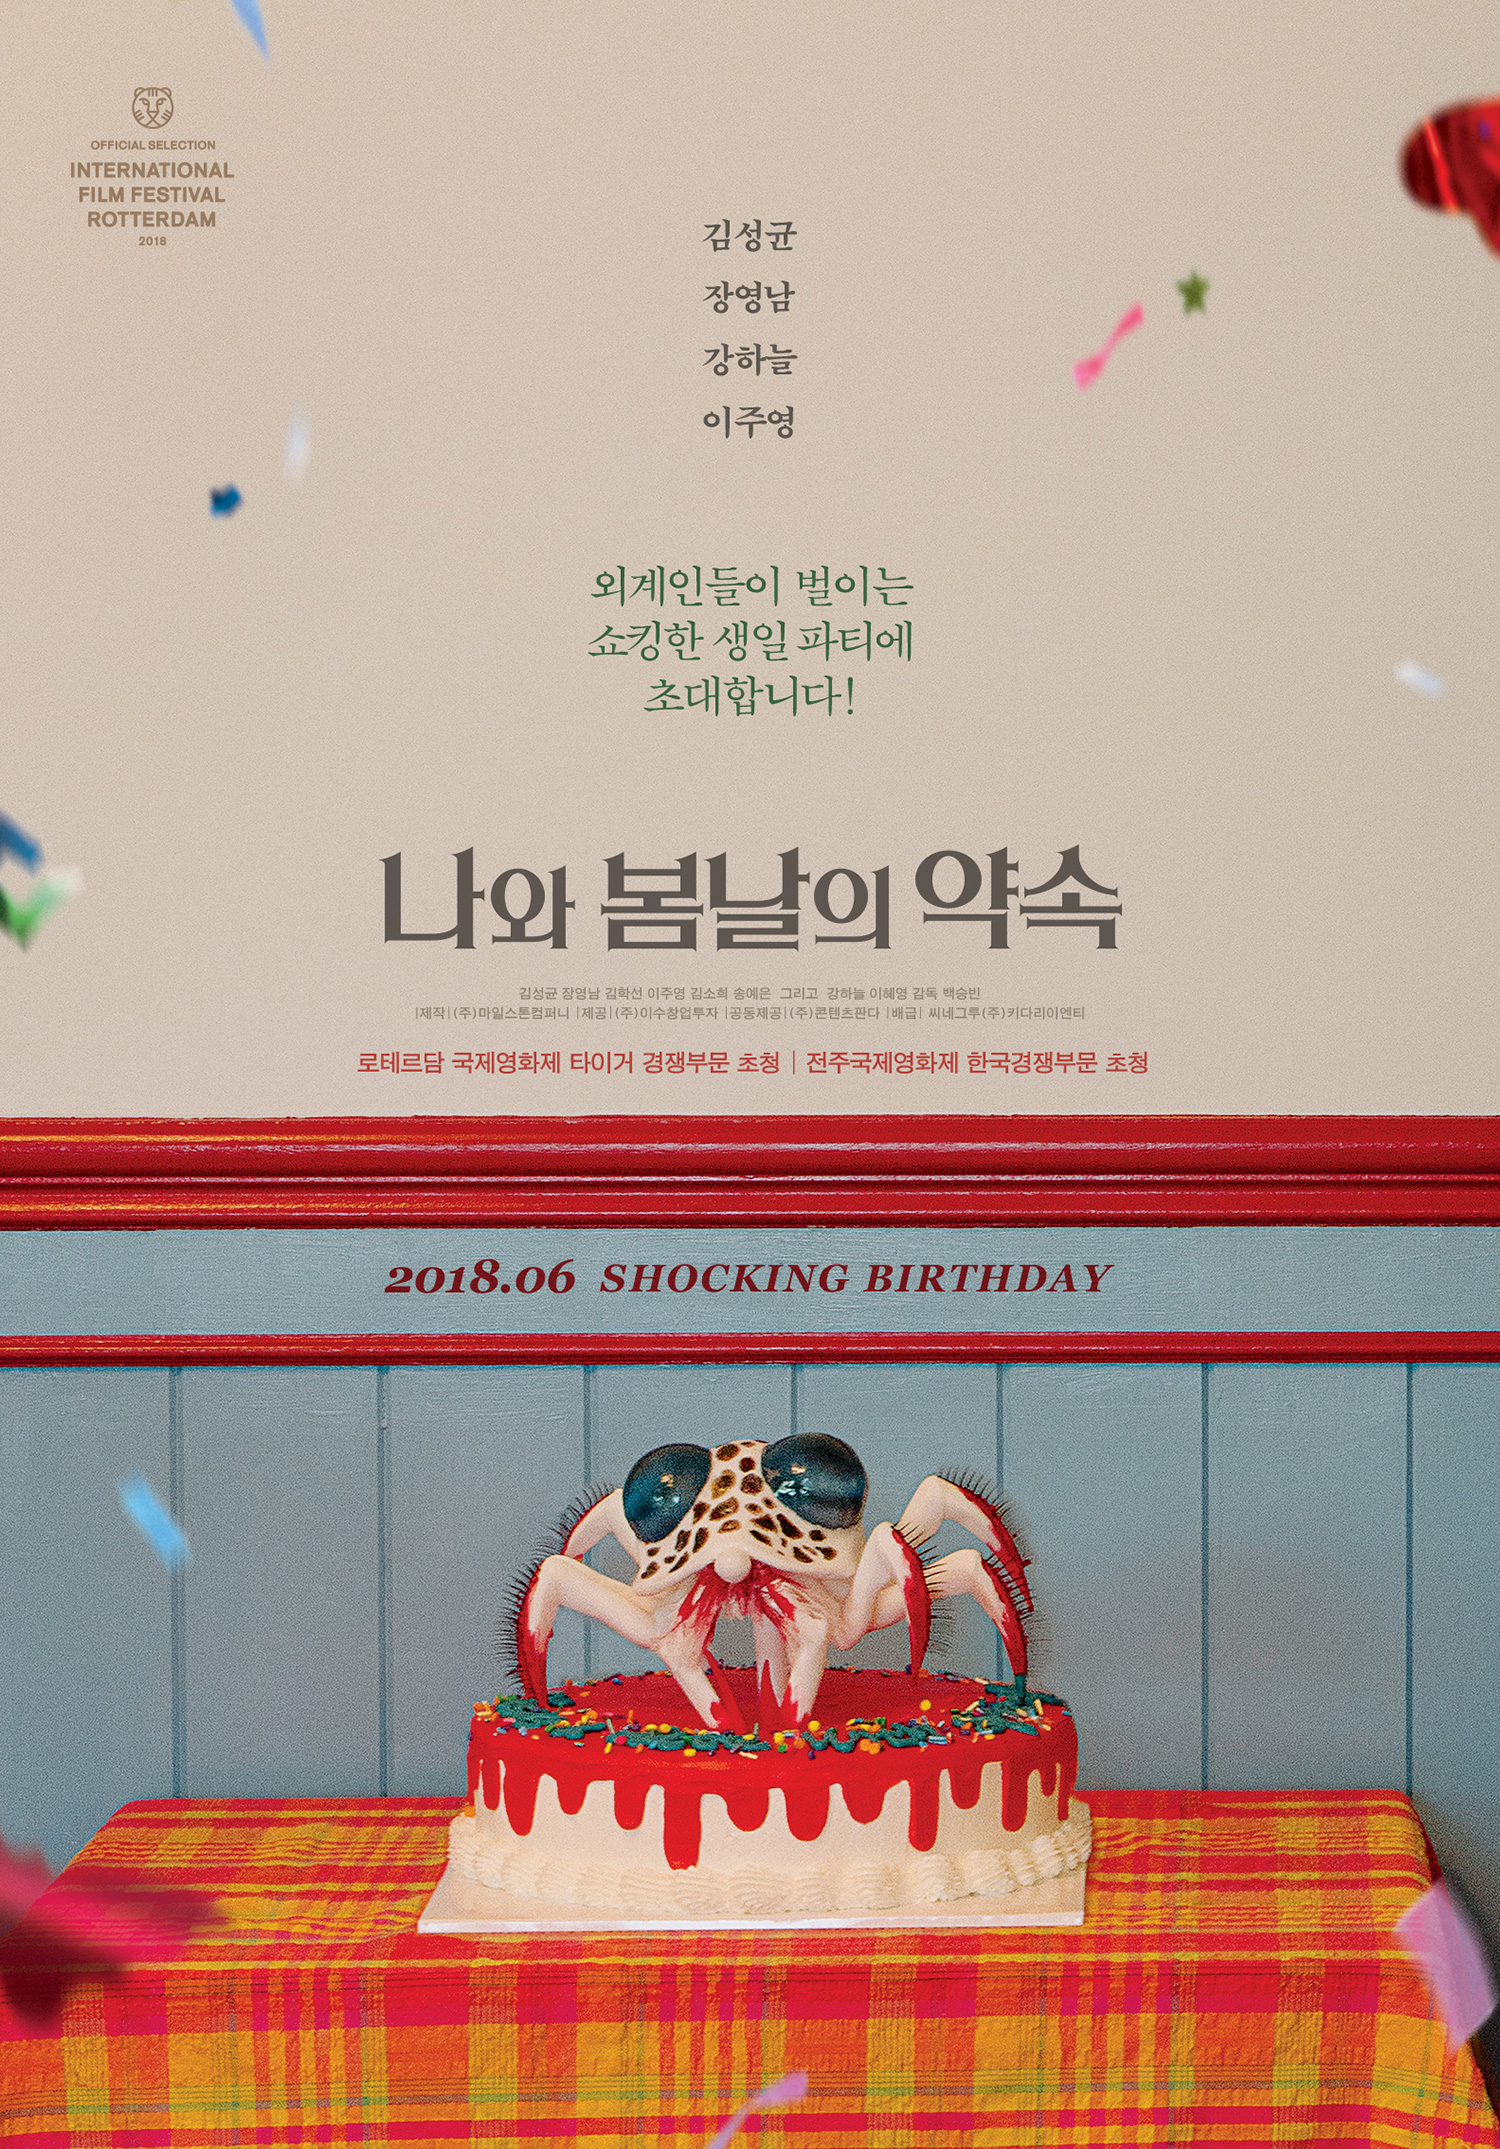 OFFICIAL SELECTION
INTERNATIONAL
FILM FESTIVAL
ROTTERDAM
2018
김성균
장영남
강하늘
이주영
외계인들이 벌이는
쇼킹한 생일 파티에
초대합니다!
나와 봄날의 약속
김성균 장영남 김학선 이주영 김소희 송예은 그리고 강하늘 이혜영 감독 백승빈
|제작|(주)마일스톤컴퍼니 |제공|(주)이수창업투자 |공동제공|(주)콘텐츠판다 |배급| 씨네그루(주)키다리이엔티
로테르담 국제영화제 타이거 경쟁부문 초청 | 전주국제영화제 한국경쟁부문 초청
2018.06 SHOCKING BIRTHDAY